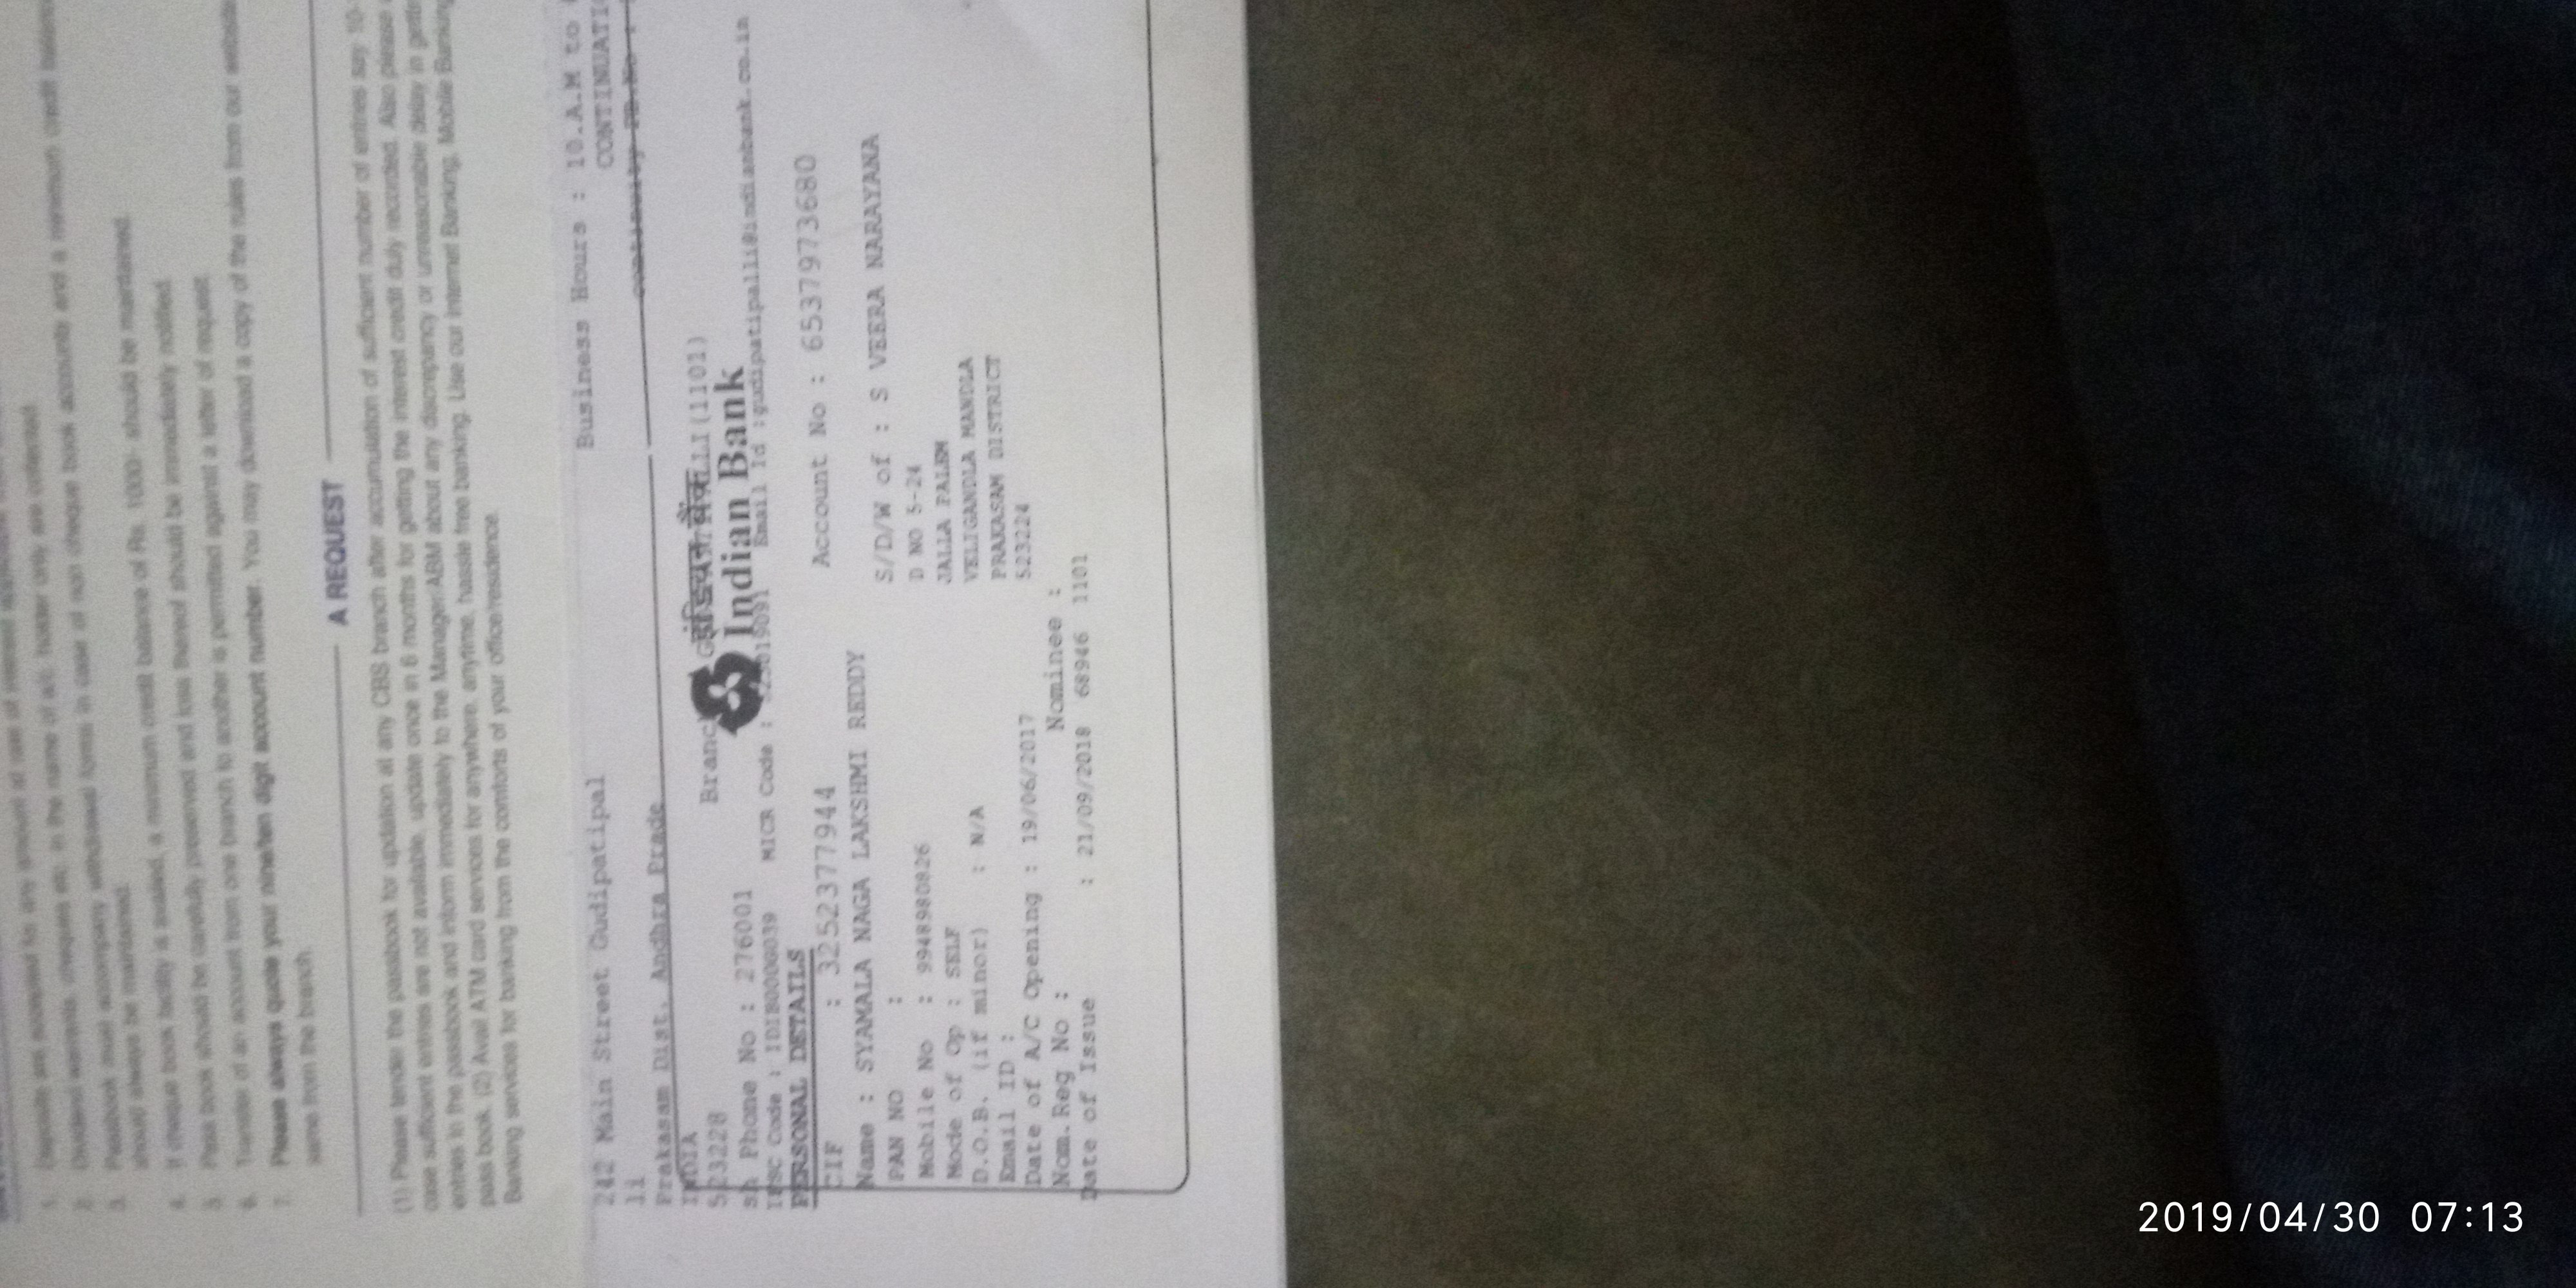 1. Deposits are accepted for any amount at rate of interest applicable
2. Dividend warrants, cheques etc. in the name of a/c. holder only are collected.
3. Passbook must accompany withdrawal forms in case of non cheque book accounts and a minimum credit balance
should always be maintained.
4. If cheque book facility is availed, a minimum credit balance of Rs. 1000/- should be maintained.
5. Pass book should be carefully preserved and loss thereof should be immediately notified.
6. Transfer of an account from one branch to another is permitted against a letter of request.
7. Please always quote your nine/ten digit account number. You may download a copy of the rules from our website
same from the branch.
A REQUEST
(1) Please tender the passbook for updation at any CBS branch after accumulation of sufficient number of entries say 10-
case sufficient entries are not available, update once in 6 months for getting the interest credit duly recorded. Also please
entries in the passbook and inform immediately to the Manager/ABM about any discrepancy or unreasonable delay in
pass book. (2) Avail ATM card services for anywhere, anytime, hassle free banking. Use our Internet Banking, Mobile Banking
Banking services for banking from the comforts of your office/residence.
242 Main Street Gudipatipal Business Hours : 10.A.M to
li CONTINUATIO
Prakasam Dist. Andhra Prade
INDIA
523228 Branch LLI(1101)
इंडियन बैंक
Indian Bank
Phone No : 276001
IFSC Code : IDIB000G039 MICR Code : 019091 Email Id :gudipatipalli@indianbank.co.in
PERSONAL DETAILS
CIF : 32523777944 Account No : 6537973680
Name : SYAMALA NAGA LAKSHMI REDDY S/D/W of : S VEERA NARAYANA
PAN NO : D NO 5-24
Mobile No : 9948980826 JALLA PALEM
Mode of Op : SELF VELIGANDLA MANDLA
D.O.B. (if minor) : N/A PRAKASAM DISTRICT
Email ID : 523224
Date of A/C Opening : 19/06/2017
Nom.Reg No : Nominee :
Date of Issue : 21/09/2018 68946 1101
2019/04/30 07:13